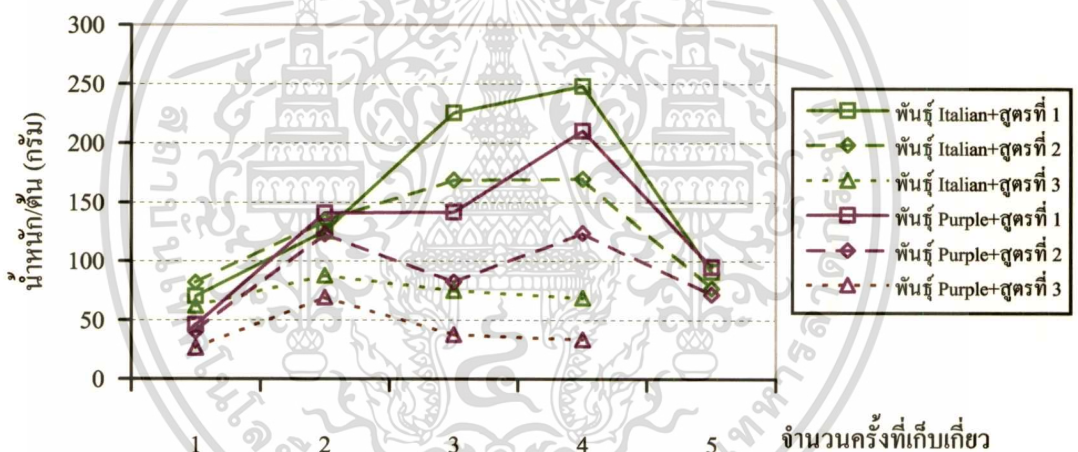 น้ำหนัก/ต้น (กรัม)
300
250
200
150
100
50
0
1 2 3 4 5
จำนวนครั้งที่เก็บเกี่ยว
พันธุ์ Italian+สูตรที่ 1
พันธุ์ Italian+สูตรที่ 2
พันธุ์ Italian+สูตรที่ 3
พันธุ์ Purple+สูตรที่ 1
พันธุ์ Purple+สูตรที่ 2
พันธุ์ Purple+สูตรที่ 3